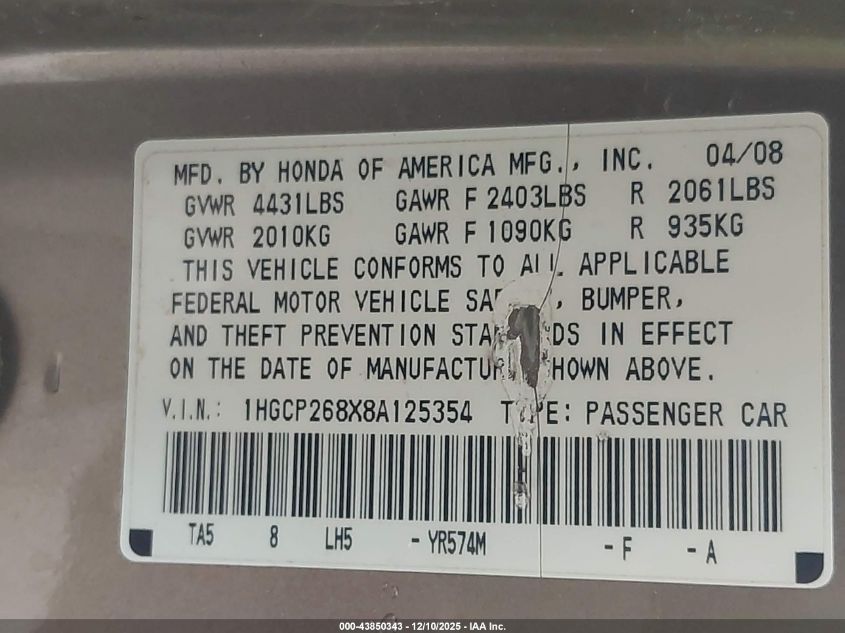 MFD. BY HONDA OF AMERICA MFG., INC. 04/08
GVWR 4431LBS GAWR F 2403LBS R 2061LBS
GVWR 2010KG GAWR F 1090KG R 935KG
THIS VEHICLE CONFORMS TO ALL APPLICABLE
FEDERAL MOTOR VEHICLE , BUMPER,
AND THEFT PREVENTION IN EFFECT
ON THE DATE OF ABOVE.
V.I.N.: 1HGCP268X8A125354 TYPE: PASSENGER CAR
TA5 8 LH5 - YR574M - F - A
000-43850343 - 12/10/2025 - IAA Inc.